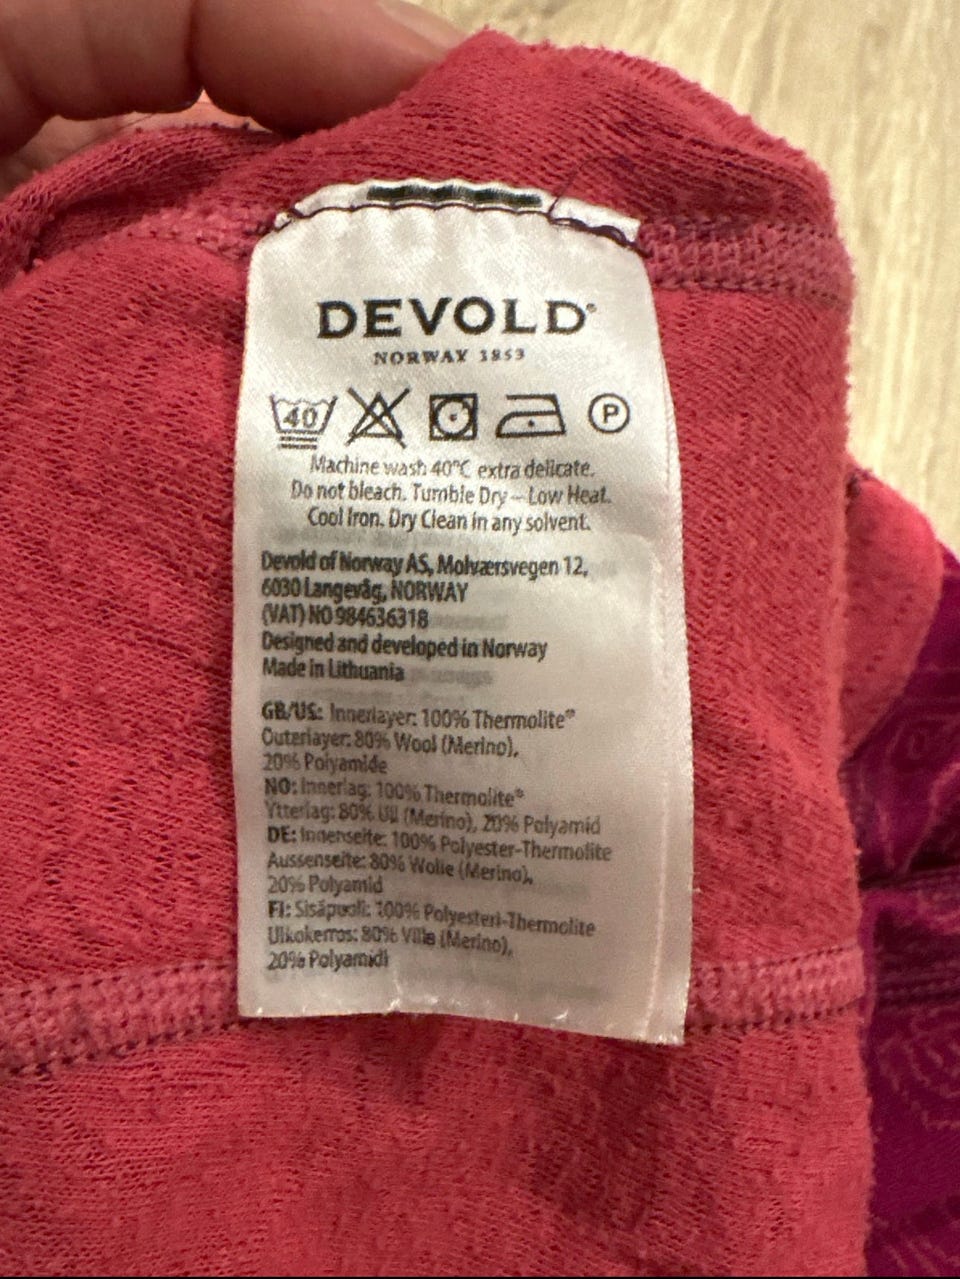 DEVOLD®
NORWAY 1853
40 P
Machine wash 40°C extra delicate.
Do not bleach. Tumble Dry – Low Heat.
Cool Iron. Dry Clean in any solvent.
Devold of Norway AS, Molværsvegen 12,
6030 Langevåg, NORWAY
(VAT) NO 984636318
Designed and developed in Norway
Made in Lithuania
GB/US: Innerlayer: 100% Thermolite®
Outerlayer: 80% Wool (Merino),
20% Polyamide
NO: Innerlag: 100% Thermolite®
Ytterlag: 80% Ull (Merino), 20% Polyamid
DE: Innenseite: 100% Polyester-Thermolite
Aussenseite: 80% Wolle (Merino),
20% Polyamid
FI: Sisäpuoli: 100% Polyesteri-Thermolite
Ulkokerros: 80% Villa (Merino),
20% Polyamidi